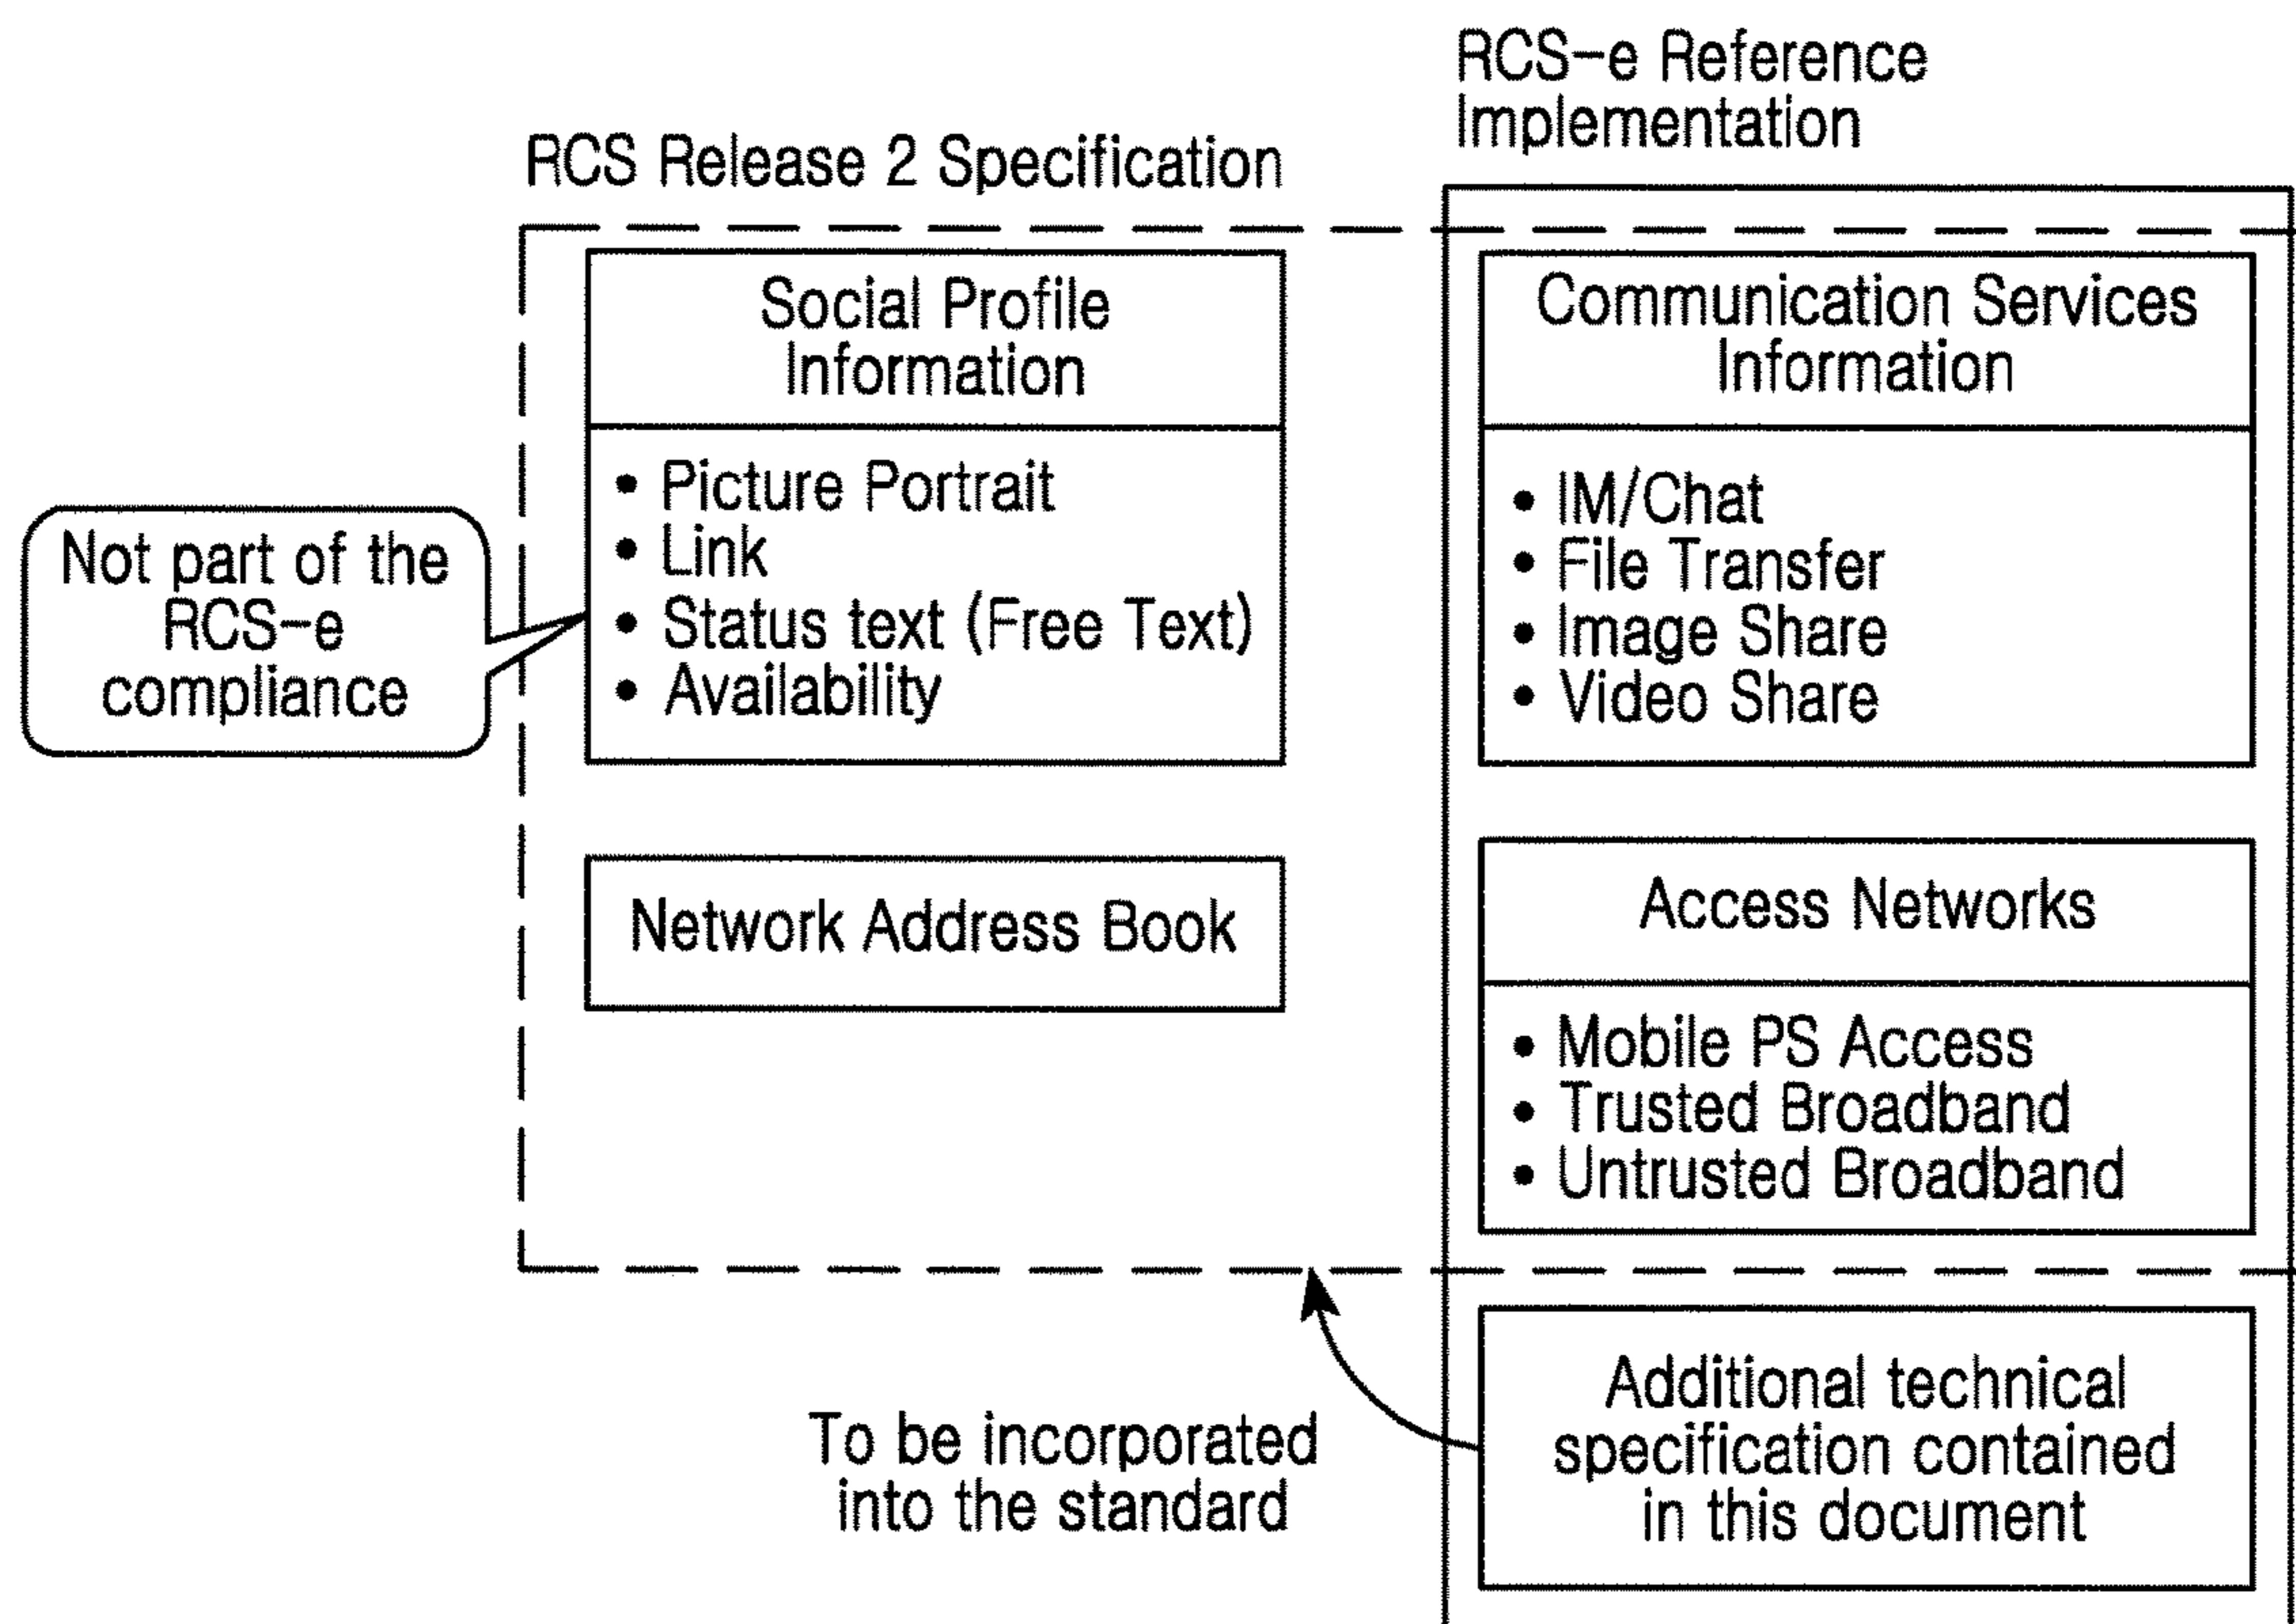 RCS-e Reference
Implementation
RCS Release 2 Specification
Social Profile
Information
• Picture Portrait
• Link
• Status text (Free Text)
• Availability
Not part of the
RCS-e
compliance
Network Address Book
Communication Services
Information
• IM/Chat
• File Transfer
• Image Share
• Video Share
Access Networks
• Mobile PS Access
• Trusted Broadband
• Untrusted Broadband
To be incorporated
into the standard
Additional technical
specification contained
in this document